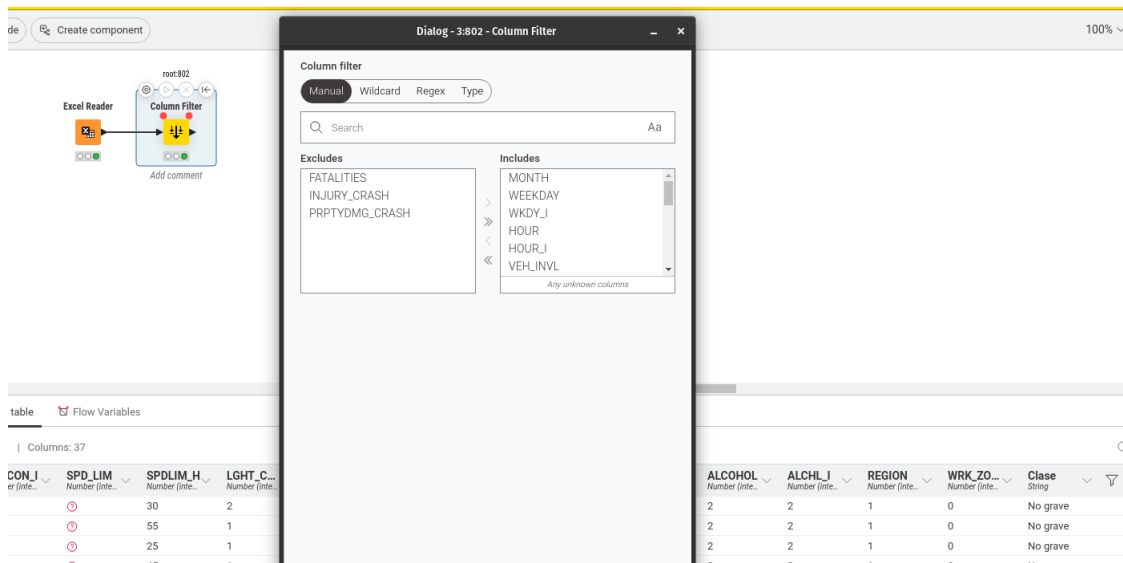 de
Create component
100%
Dialog - 3:802 - Column Filter
root:802
Excel Reader
Column Filter
Add comment
Column filter
Manual Wildcard Regex Type
Search
Aa
Excludes
Includes
FATALITIES
INJURY_CRASH
PRPTYDMG_CRASH
MONTH
WEEKDAY
WKDY_I
HOUR
HOUR_I
VEH_INVL
Any unknown columns
table
Flow Variables
| Columns: 37
CON_I SPD_LIM SPDLIM_H LGHT_C... ALCOHOL ALCHL_I REGION WRK_ZO... Clase
er (inte... Number (inte... Number (inte... Number (inte... Number (inte... Number (inte... Number (inte... Number (inte... String
30 2 2 2 1 0 No grave
55 1 2 2 1 0 No grave
25 1 2 2 1 0 No grave